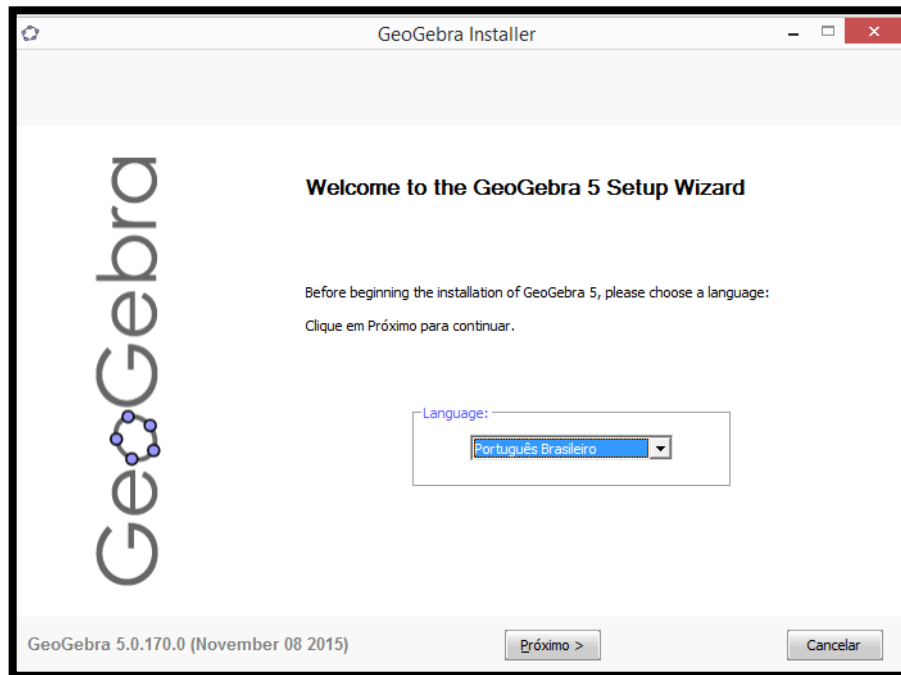 GeoGebra Installer
GeoGebra
Welcome to the GeoGebra 5 Setup Wizard
Before beginning the installation of GeoGebra 5, please choose a language:
Clique em Próximo para continuar.
Language:
Português Brasileiro
GeoGebra 5.0.170.0 (November 08 2015)
Próximo >
Cancelar